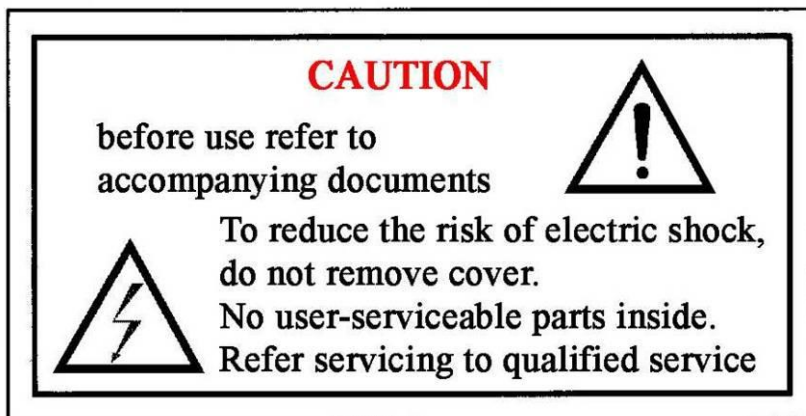 CAUTION
before use refer to
accompanying documents
To reduce the risk of electric shock,
do not remove cover.
No user-serviceable parts inside.
Refer servicing to qualified service